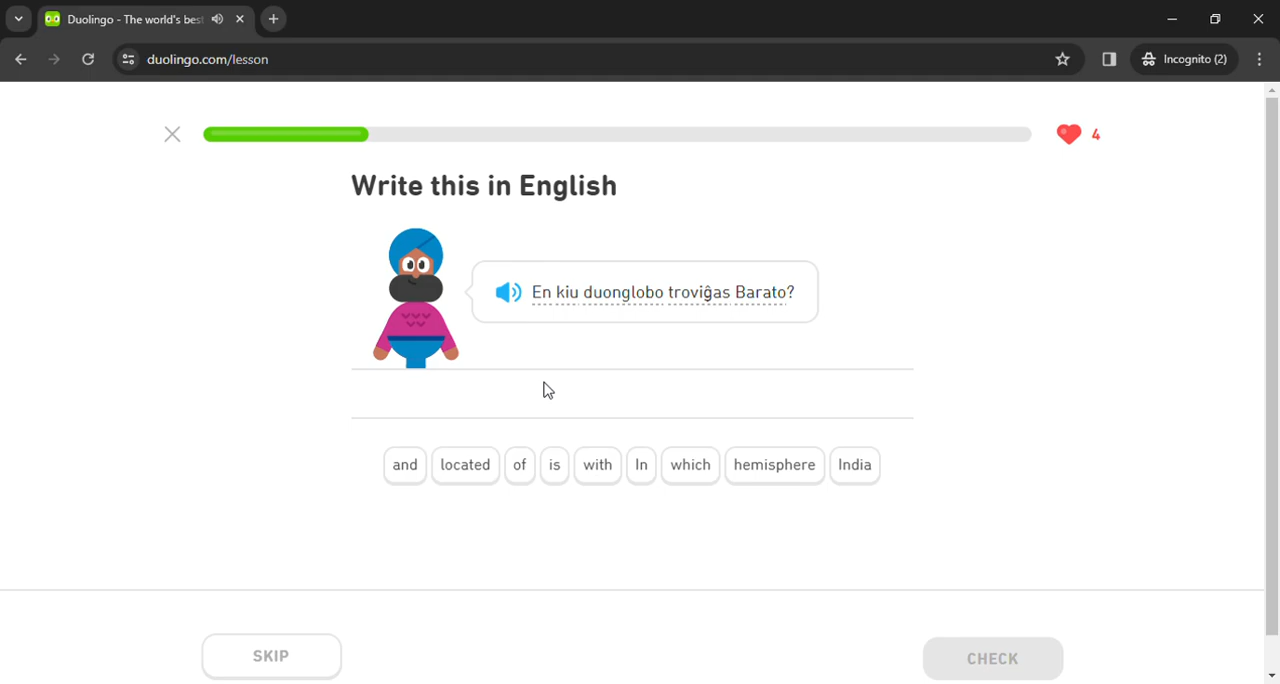 Duolingo - The world's best
duolingo.com/lesson
Incognito (2)
4
Write this in English
En kiu duonglobo troviĝas Barato?
and located of is with In which hemisphere India
SKIP CHECK